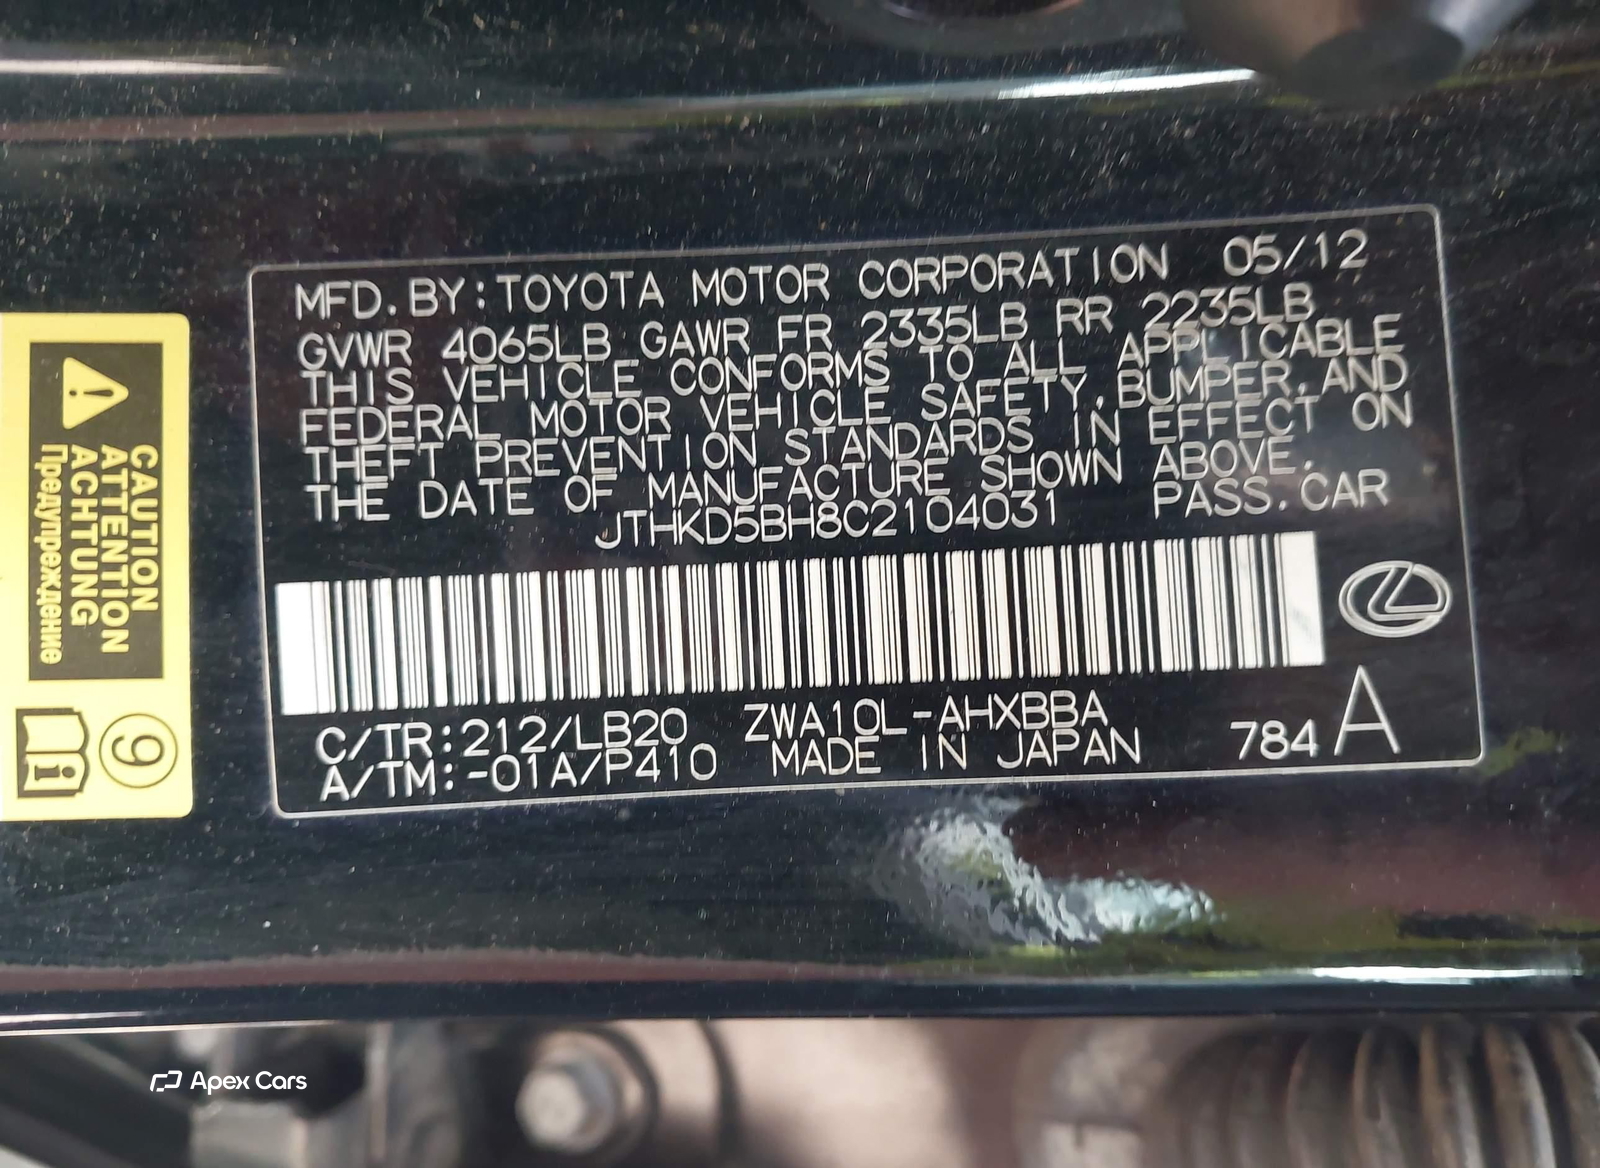 MFD. BY: TOYOTA MOTOR CORPORATION 05/12
GVWR 4065LB GAWR FR 2335LB RR 2235LB
THIS VEHICLE CONFORMS TO ALL APPLICABLE
FEDERAL MOTOR VEHICLE SAFETY, BUMPER, AND
THEFT PREVENTION STANDARDS IN EFFECT ON
THE DATE OF MANUFACTURE SHOWN ABOVE.
JTHKD5BH8C2104031 PASS. CAR
C/TR: 212/LB20 ZWA10L-AHXBBA
A/TM: -01A/P410 MADE IN JAPAN 784 A
CAUTION
ATTENTION
ACHTUNG
Предупреждение
9
i
Apex Cars